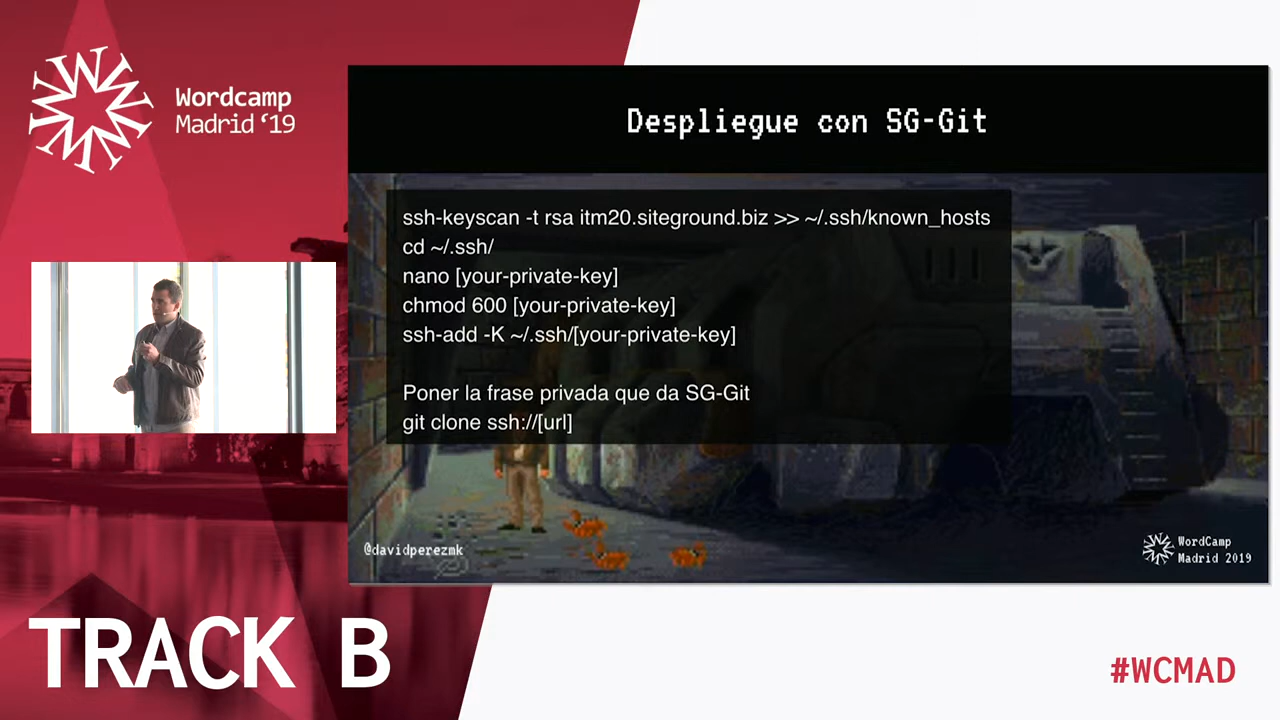 Wordcamp
Madrid ‘19
Despliegue con SG-Git
ssh-keyscan -t rsa itm20.siteground.biz >> ~/.ssh/known_hosts
cd ~/.ssh/
nano [your-private-key]
chmod 600 [your-private-key]
ssh-add -K ~/.ssh/[your-private-key]
Poner la frase privada que da SG-Git
git clone ssh://[url]
@davidperezmk
WordCamp
Madrid 2019
TRACK B
#WCMAD